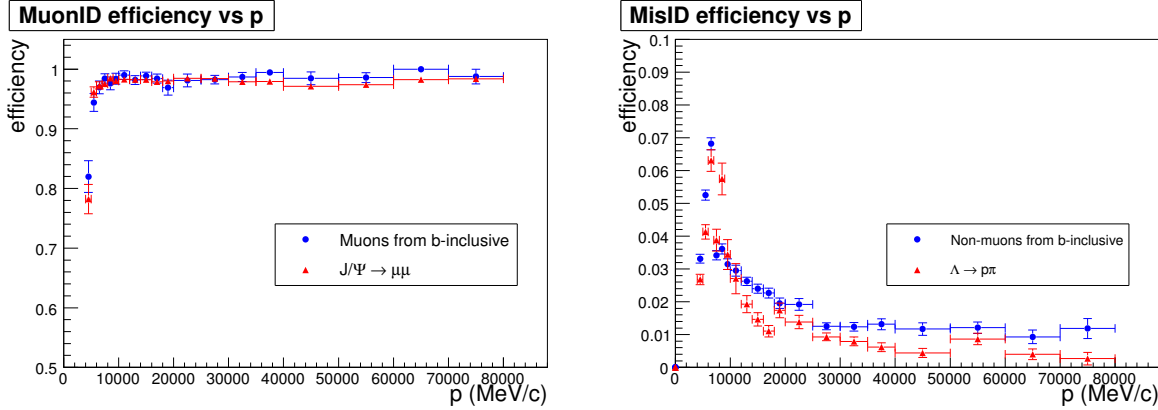 MuonID efficiency vs p
efficiency
1
0.9
0.8
0.7
0.6
0.5
Muons from b-inclusive
J/Ψ → μμ
0 10000 20000 30000 40000 50000 60000 70000 80000
p (MeV/c)
MisID efficiency vs p
efficiency
0.1
0.09
0.08
0.07
0.06
0.05
0.04
0.03
0.02
0.01
0
Non-muons from b-inclusive
Λ → pπ
0 10000 20000 30000 40000 50000 60000 70000 80000
p (MeV/c)